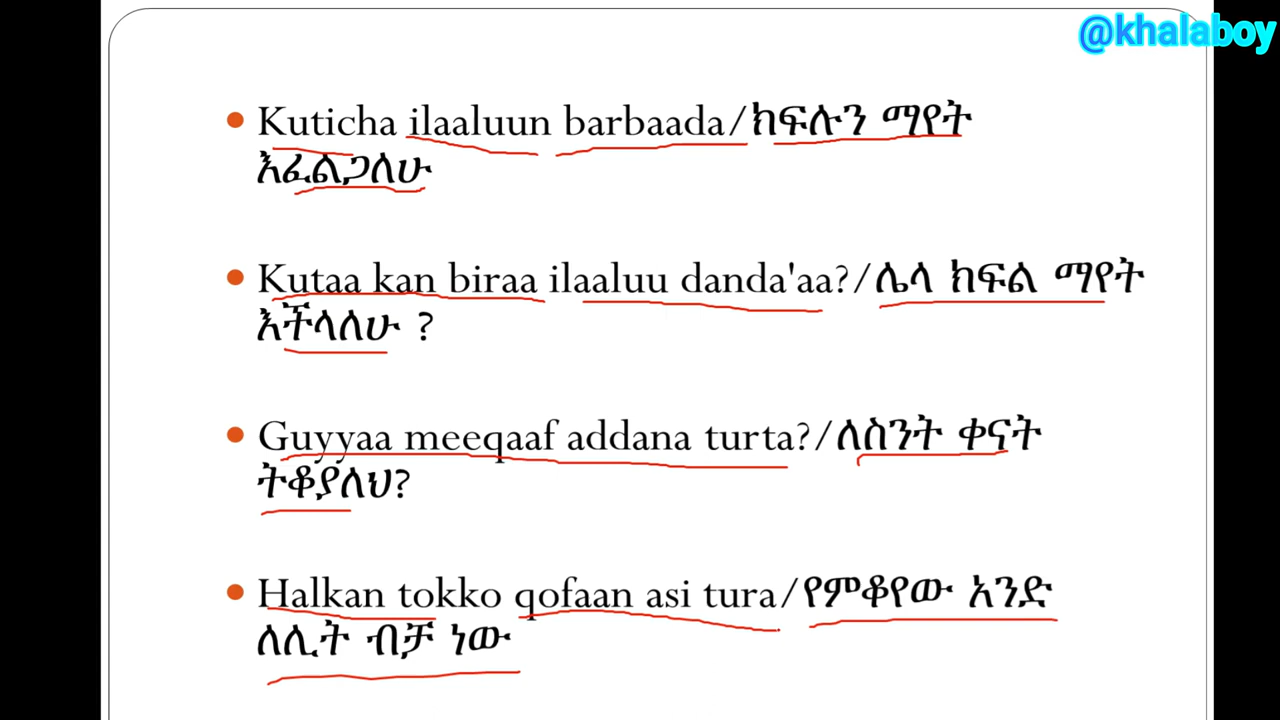 @khalaboy
Kuticha ilaaluun barbaada/ክፍሉን ማየት
እፈልጋለሁ
Kutaa kan biraa ilaaluu danda'aa?/ሌላ ክፍል ማየት
እችላለሁ ?
Guyyaa meeqaaf addana turta?/ለስንት ቀናት
ትቆያለህ?
Halkan tokko qofaan asi tura/የምቆየው አንድ
ለሊት ብቻ ነው